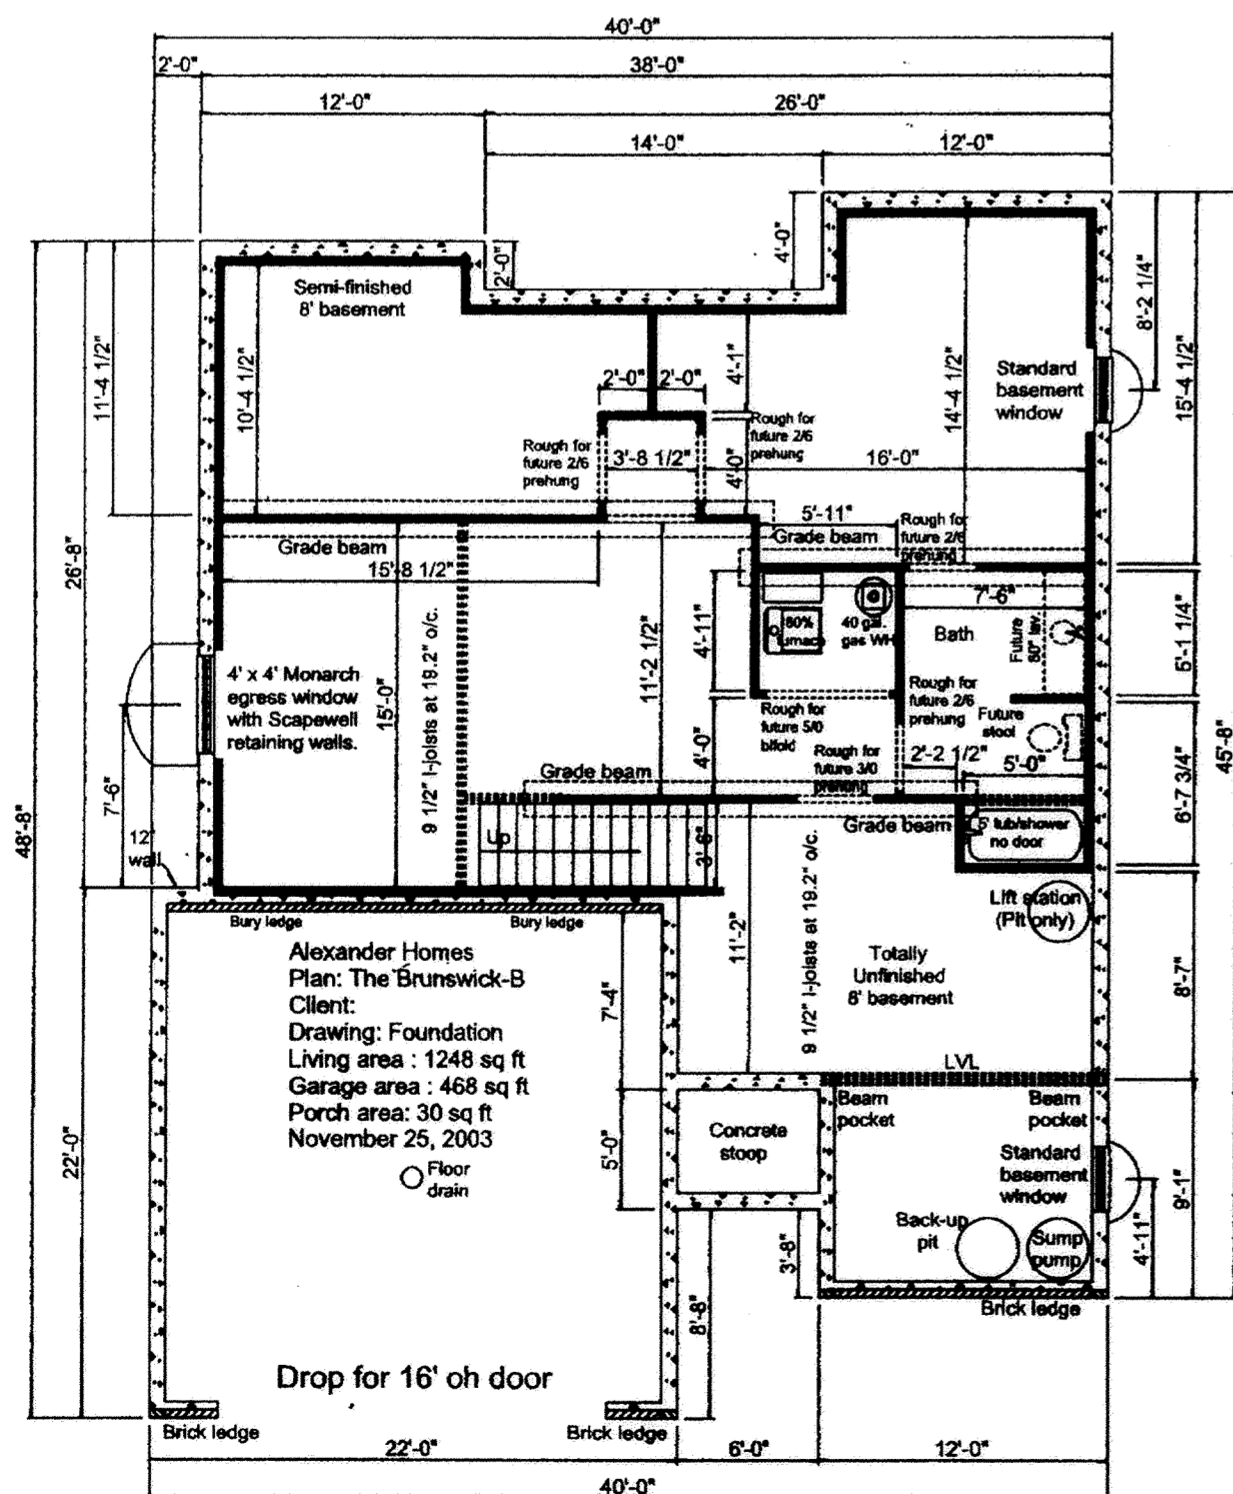 40'-0"
2'-0"
38'-0"
12'-0"
26'-0"
14'-0"
12'-0"
4'-0"
2'-0"
8'-2 1/4"
Semi-finished
8' basement
11'-4 1/2"
10'-4 1/2"
4'-1"
14'-4 1/2"
15'-4 1/2"
2'-0"
2'-0"
Standard
basement
window
Rough for
future 2/6
prehung
3'-8 1/2"
4'-0"
Rough for
future 2/6
prehung
16'-0"
5'-11"
Grade beam
Rough for
future 2/6
prehung
Grade beam
15'-8 1/2"
26'-8"
7'-6"
80%
furnace
40 gal.
gas WH
Bath
Future
60" lav.
5'-1 1/4"
4'-11"
11'-2 1/2"
9 1/2" I-joists at 19.2" o/c.
15'-0"
4' x 4' Monarch
egress window
with Scapewell
retaining walls.
Rough for
future 5/0
bifold
Rough for
future 2/6
prehung
Future
stool
2'-2 1/2"
5'-0"
4'-0"
Rough for
future 3/0
prehung
6'-7 3/4"
45'-8"
48'-8"
7'-6"
Grade beam
12"
wall
Up
3'-6"
Grade beam
5' tub/shower
no door
Bury ledge
Bury ledge
Lift station
(Pit only)
Alexander Homes
Plan: The Brunswick-B
Client:
Drawing: Foundation
Living area : 1248 sq ft
Garage area : 468 sq ft
Porch area: 30 sq ft
November 25, 2003
7'-4"
11'-2"
9 1/2" I-joists at 19.2" o/c.
Totally
Unfinished
8' basement
8'-7"
LVL
Beam
pocket
Beam
pocket
Floor
drain
22'-0"
5'-0"
Concrete
stoop
Standard
basement
window
9'-1"
4'-11"
Back-up
pit
Sump
pump
3'-8"
8'-8"
Brick ledge
Drop for 16' oh door
Brick ledge
Brick ledge
22'-0"
6'-0"
12'-0"
40'-0"